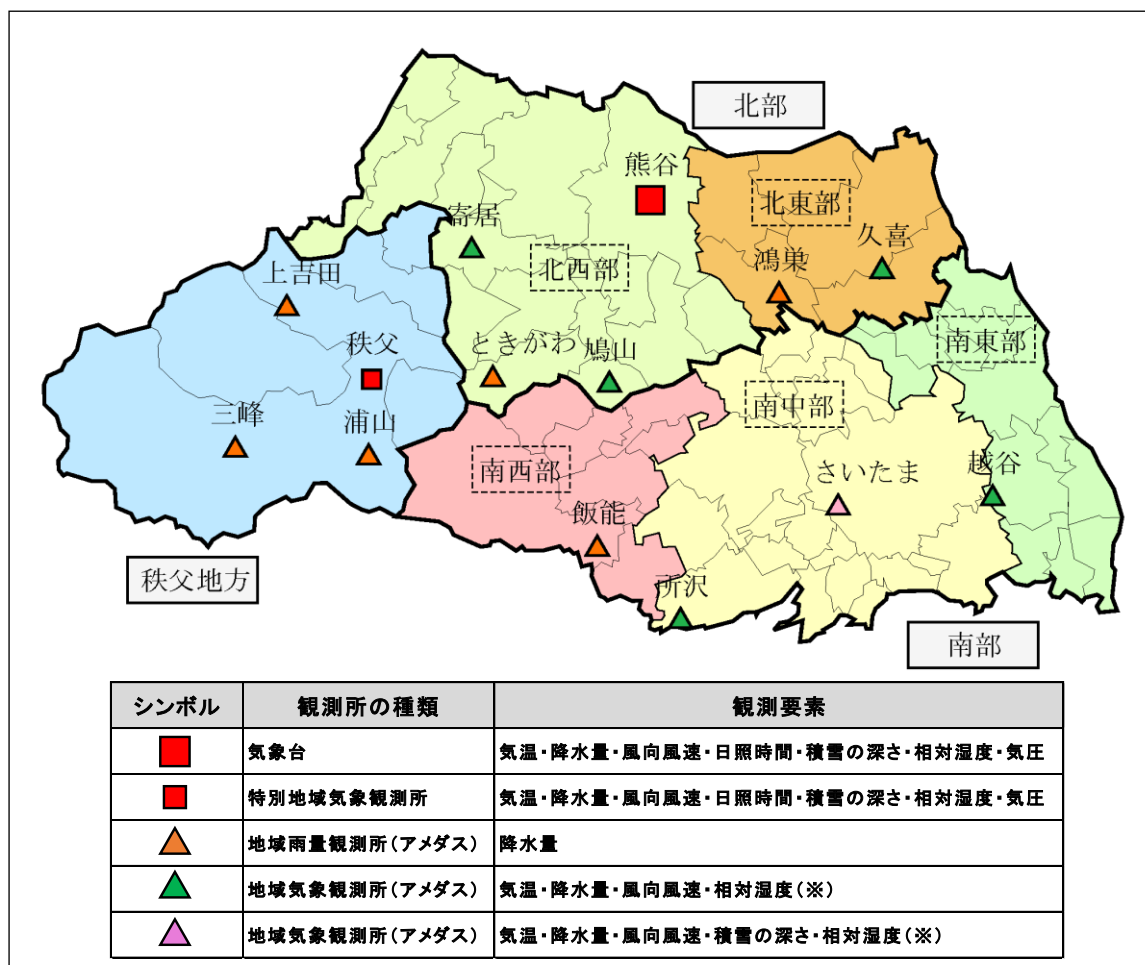 北部
熊谷
北東部
寄居
久喜
上吉田
北西部
鴻巣
南東部
秩父
ときがわ
鳩山
南中部
三峰
浦山
南西部
さいたま
越谷
飯能
秩父地方
所沢
南部
シンボル 観測所の種類 観測要素
気象台 気温・降水量・風向風速・日照時間・積雪の深さ・相対湿度・気圧
特別地域気象観測所 気温・降水量・風向風速・日照時間・積雪の深さ・相対湿度・気圧
地域雨量観測所(アメダス) 降水量
地域気象観測所(アメダス) 気温・降水量・風向風速・相対湿度(※)
地域気象観測所(アメダス) 気温・降水量・風向風速・積雪の深さ・相対湿度(※)